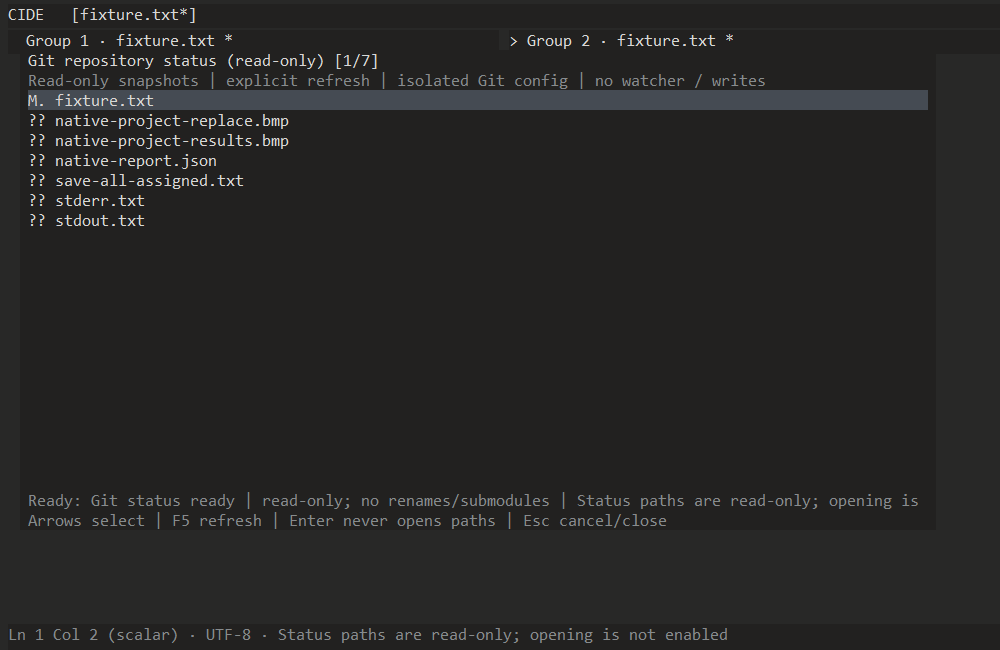 CIDE [fixture.txt*]
Group 1 · fixture.txt * > Group 2 · fixture.txt *
Git repository status (read-only) [1/7]
Read-only snapshots | explicit refresh | isolated Git config | no watcher / writes
M. fixture.txt
?? native-project-replace.bmp
?? native-project-results.bmp
?? native-report.json
?? save-all-assigned.txt
?? stderr.txt
?? stdout.txt
Ready: Git status ready | read-only; no renames/submodules | Status paths are read-only; opening is
Arrows select | F5 refresh | Enter never opens paths | Esc cancel/close
Ln 1 Col 2 (scalar) · UTF-8 · Status paths are read-only; opening is not enabled